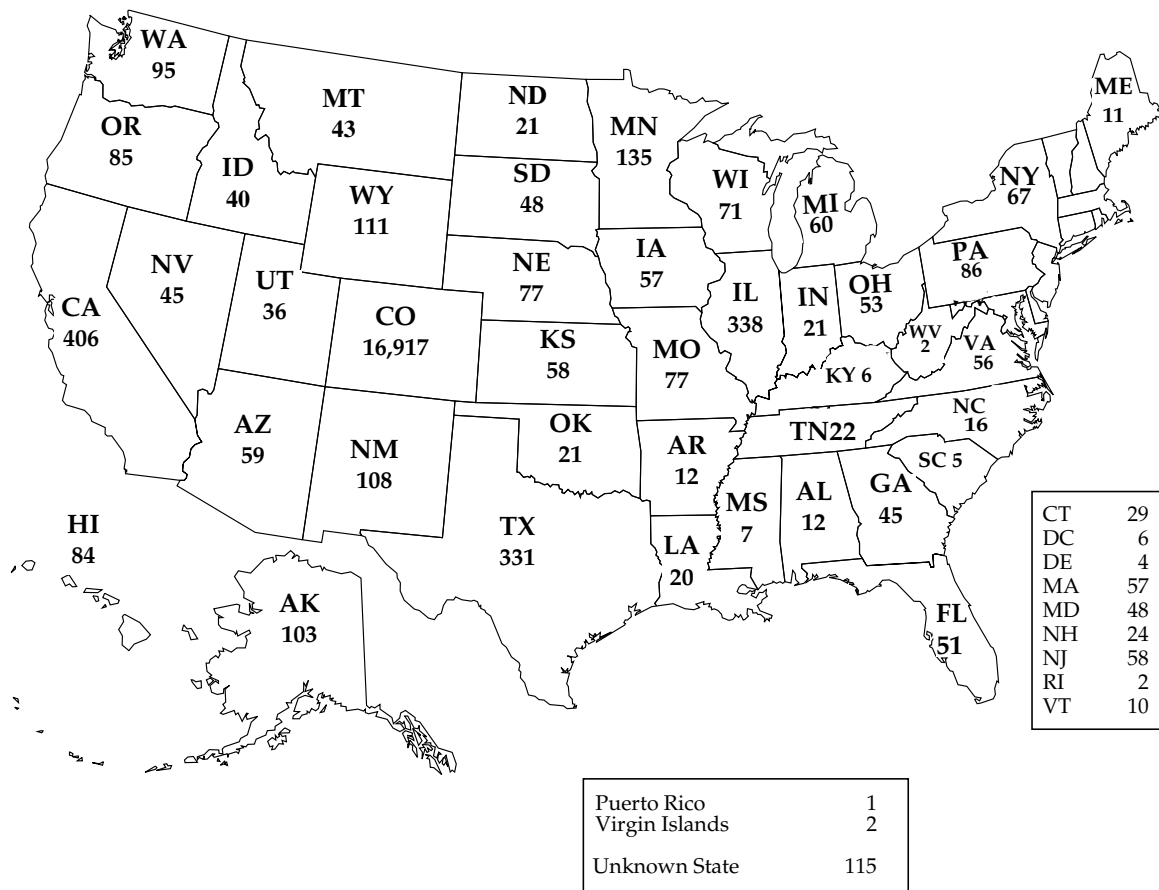 WA
95
OR
85
CA
406
ID
40
NV
45
MT
43
WY
111
UT
36
CO
16,917
AZ
59
NM
108
ND
21
SD
48
NE
77
KS
58
OK
21
TX
331
MN
135
IA
57
MO
77
AR
12
LA
20
WI
71
IL
338
MI
60
IN
21
OH
53
KY 6
TN22
MS
7
AL
12
GA
45
FL
51
SC 5
NC
16
VA
56
WV
2
PA
86
NY
67
ME
11
HI
84
AK
103
CT 29
DC 6
DE 4
MA 57
MD 48
NH 24
NJ 58
RI 2
VT 10
Puerto Rico 1
Virgin Islands 2
Unknown State 115